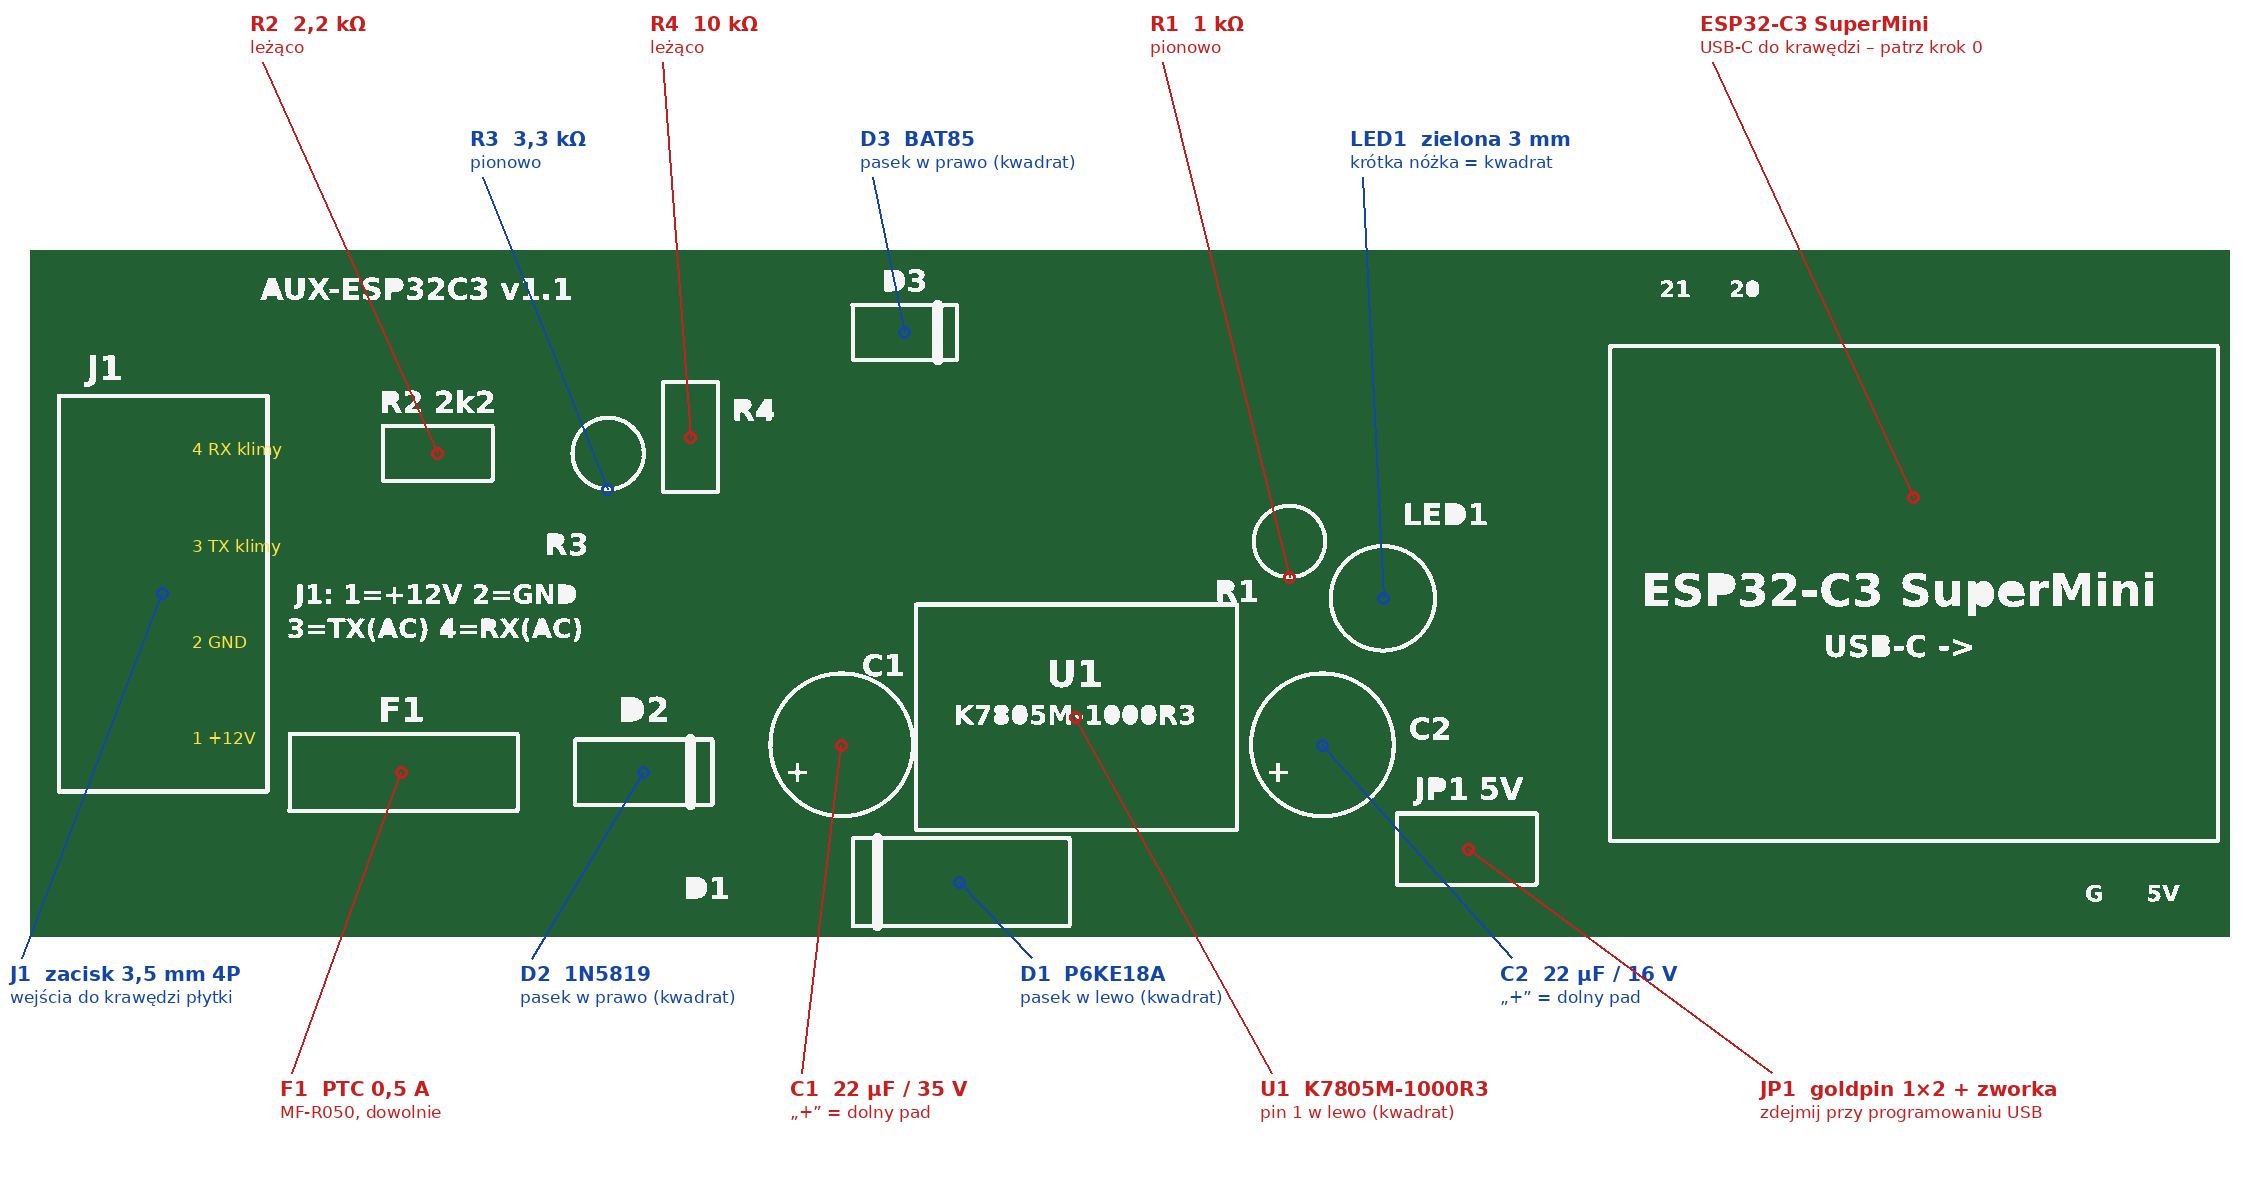 R2  2,2 kΩ
leżąco
R4  10 kΩ
leżąco
R1  1 kΩ
pionowo
ESP32-C3 SuperMini
USB-C do krawędzi – patrz krok 0
R3  3,3 kΩ
pionowo
D3  BAT85
pasek w prawo (kwadrat)
LED1  zielona 3 mm
krótka nóżka = kwadrat
AUX-ESP32C3 v1.1
D3
21
20
J1
R2 2k2
R4
4 RX klimy
LED1
R3
3 TX klimy
J1: 1=+12V 2=GND
3=TX(AC) 4=RX(AC)
R1
ESP32-C3 SuperMini
USB-C ->
2 GND
C1
U1
K7805M-1000R3
F1
D2
C2
1 +12V
+
+
JP1 5V
D1
G
5V
J1  zacisk 3,5 mm 4P
wejścia do krawędzi płytki
D2  1N5819
pasek w prawo (kwadrat)
D1  P6KE18A
pasek w lewo (kwadrat)
C2  22 µF / 16 V
„+” = dolny pad
F1  PTC 0,5 A
MF-R050, dowolnie
C1  22 µF / 35 V
„+” = dolny pad
U1  K7805M-1000R3
pin 1 w lewo (kwadrat)
JP1  goldpin 1×2 + zworka
zdejmij przy programowaniu USB